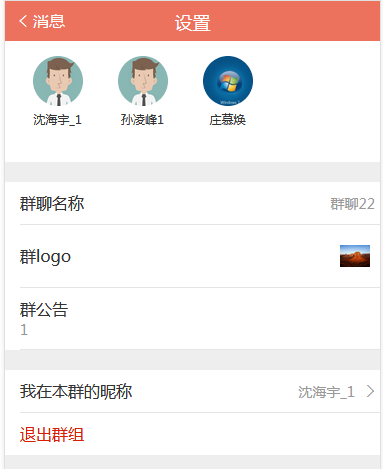 消息 设置
沈海宇_1 孙凌峰1 庄慕焕
群聊名称 群聊22
群logo
群公告
1
我在本群的昵称 沈海宇_1
退出群组